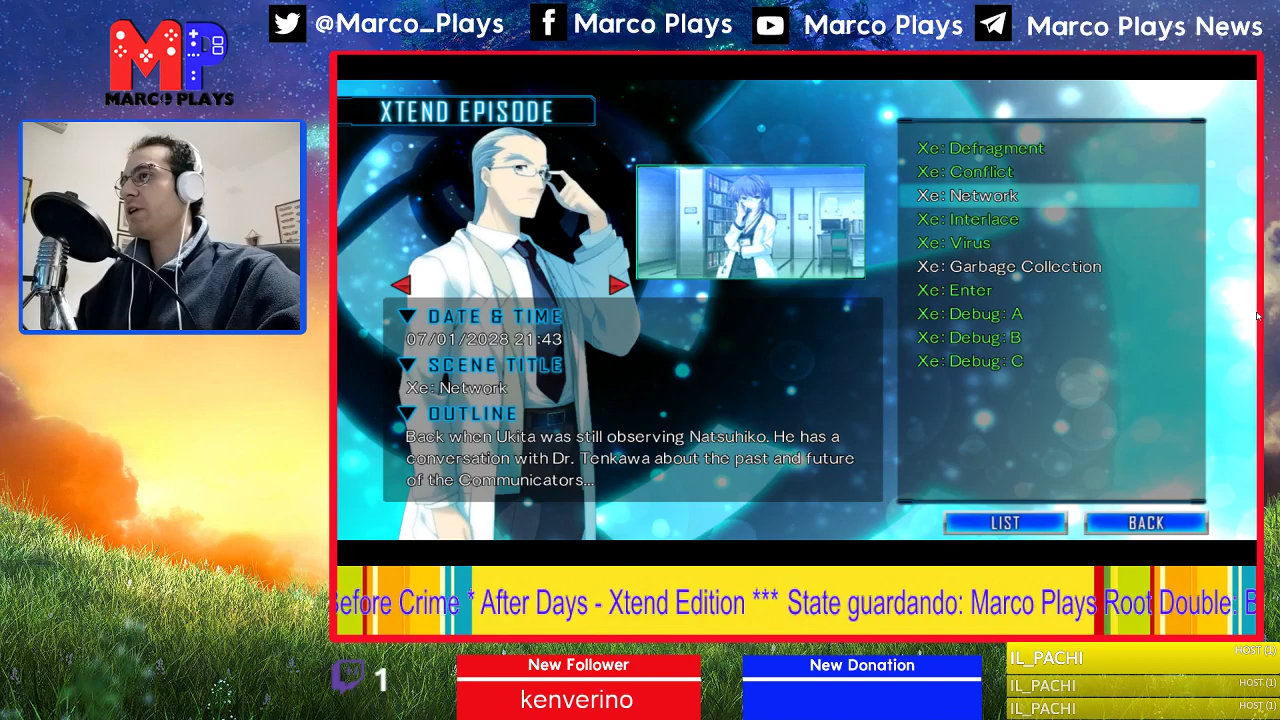 @Marco_Plays
Marco Plays
Marco Plays
Marco Plays News
MP
MARCO PLAYS
XTEND EPISODE
DATE & TIME
07/01/2028 21:43
SCENE TITLE
Xe: Network
OUTLINE
Back when Ukita was still observing Natsuhiko. He has a
conversation with Dr. Tenkawa about the past and future
of the Communicators...
Xe: Defragment
Xe: Conflict
Xe: Network
Xe: Interlace
Xe: Virus
Xe: Garbage Collection
Xe: Enter
Xe: Debug: A
Xe: Debug: B
Xe: Debug: C
LIST
BACK
Before Crime * After Days - Xtend Edition *** State guardando: Marco Plays Root Double: B
1
New Follower
kenverino
New Donation
IL_PACHI
HOST (1)
IL_PACHI
HOST (1)
IL_PACHI
HOST (1)